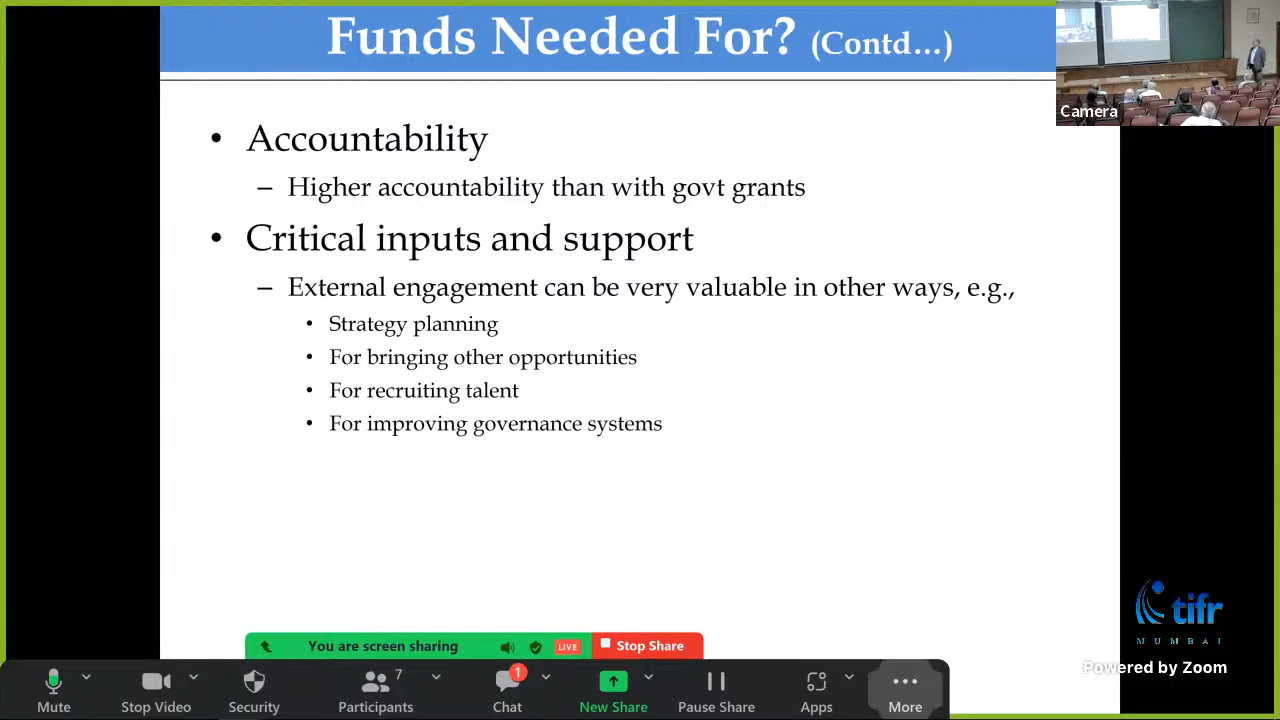 Funds Needed For? (Contd…)
Camera
• Accountability
– Higher accountability than with govt grants
• Critical inputs and support
– External engagement can be very valuable in other ways, e.g.,
• Strategy planning
• For bringing other opportunities
• For recruiting talent
• For improving governance systems
tifr
MUMBAI
Powered by Zoom
You are screen sharing
LIVE
Stop Share
7
1
Mute
Stop Video
Security
Participants
Chat
New Share
Pause Share
Apps
More